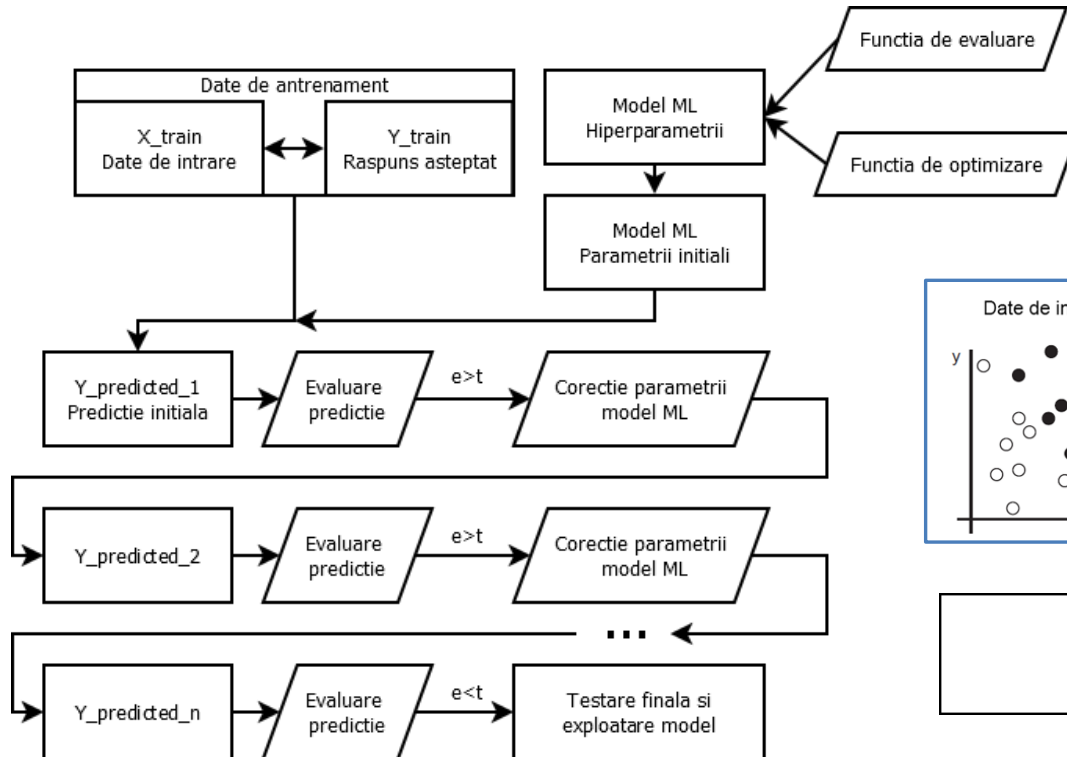 Functia de evaluare
Date de antrenament
X_train
Date de intrare
Y_train
Raspuns asteptat
Model ML
Hiperparametrii
Functia de optimizare
Model ML
Parametrii initiali
Date de
y
Y_predicted_1
Predictie initiala
Evaluare
predictie
e>t
Corectie parametrii
model ML
Y_predicted_2
Evaluare
predictie
e>t
Corectie parametrii
model ML
...
Y_predicted_n
Evaluare
predictie
e<t
Testare finala si
exploatare model